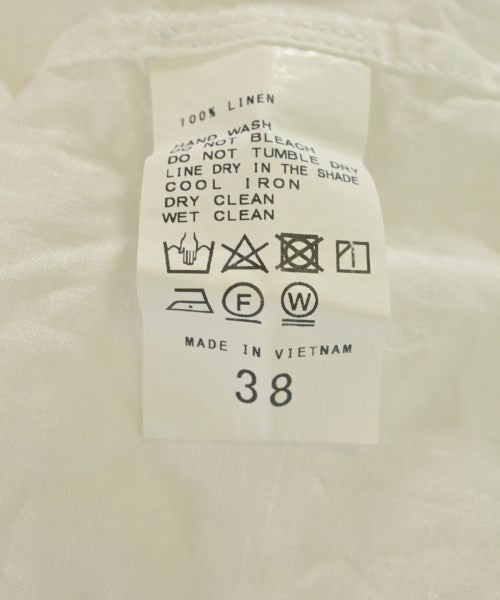 100% LINEN
HAND WASH
DO NOT BLEACH
DO NOT TUMBLE DRY
LINE DRY IN THE SHADE
COOL IRON
DRY CLEAN
WET CLEAN
F W
MADE IN VIETNAM
38